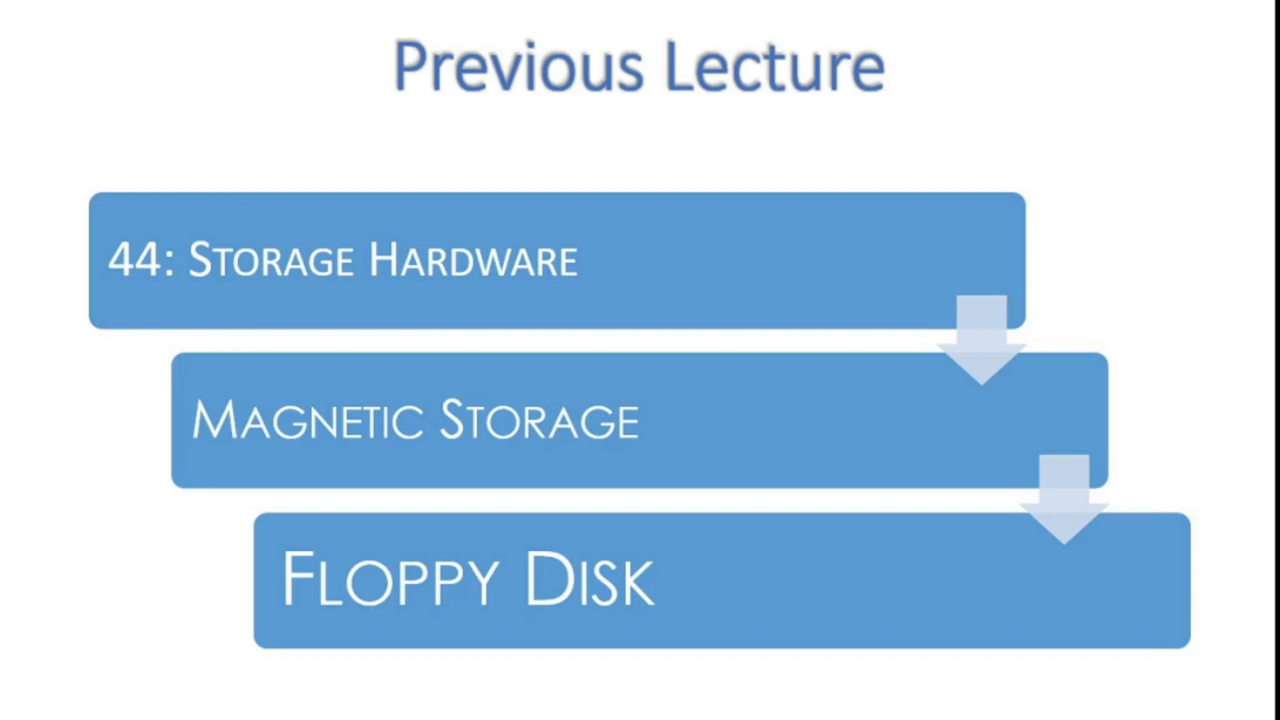 Previous Lecture
44: Storage Hardware
Magnetic Storage
Floppy Disk